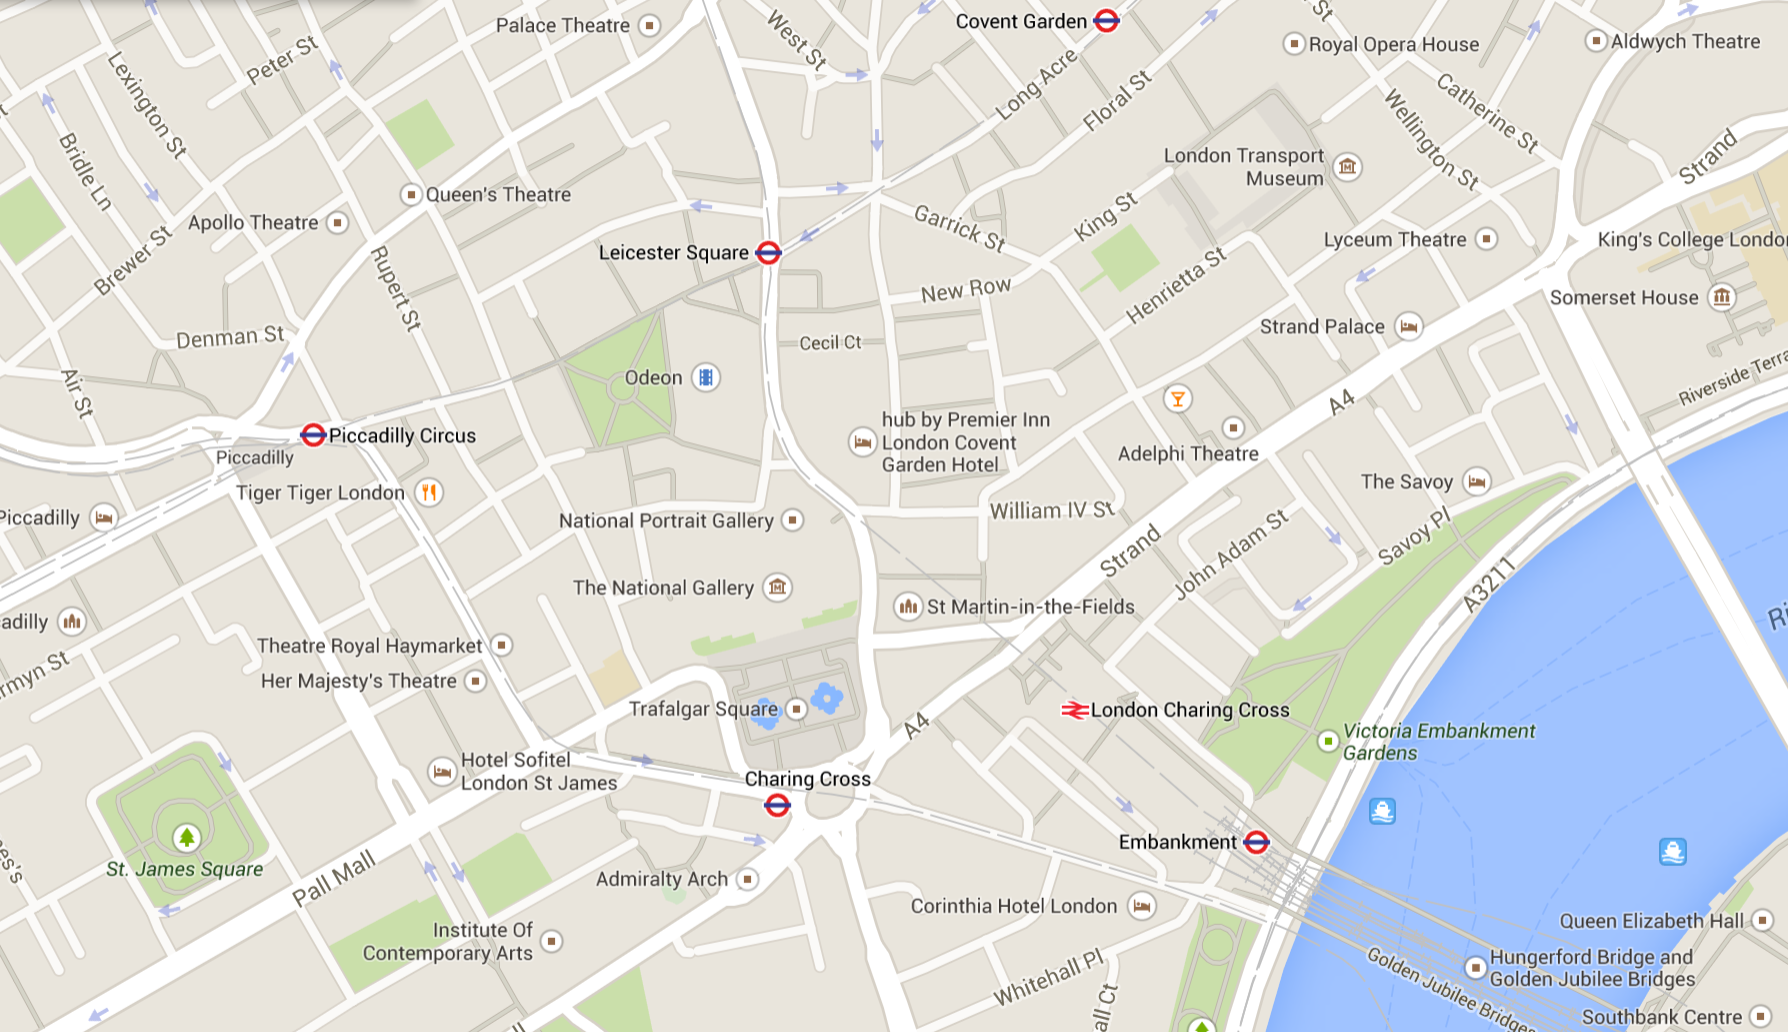 Palace Theatre
West St
Covent Garden
Royal Opera House
Aldwych Theatre
Peter St
Lexington St
Long Acre
Floral St
Catherine St
Wellington St
Strand
Bridle Ln
London Transport
Museum
Queen's Theatre
Apollo Theatre
Garrick St
King St
Lyceum Theatre
King's College London
Brewer St
Rupert St
Leicester Square
Henrietta St
New Row
Somerset House
Denman St
Cecil Ct
Strand Palace
Air St
Odeon
Riverside Terra
A4
hub by Premier Inn
London Covent
Garden Hotel
Adelphi Theatre
Piccadilly Circus
Piccadilly
Tiger Tiger London
The Savoy
Piccadilly
National Portrait Gallery
William IV St
Savoy Pl
Strand
John Adam St
A3211
The National Gallery
St Martin-in-the-Fields
adilly
Ri
Theatre Royal Haymarket
rmyn St
Her Majesty's Theatre
Trafalgar Square
A4
London Charing Cross
Victoria Embankment
Gardens
Hotel Sofitel
London St James
Charing Cross
Embankment
es's
St. James Square
Pall Mall
Admiralty Arch
Corinthia Hotel London
Queen Elizabeth Hall
Institute Of
Contemporary Arts
Whitehall Pl
Hungerford Bridge and
Golden Jubilee Bridges
Golden Jubilee Bridges
all Ct
Southbank Centre